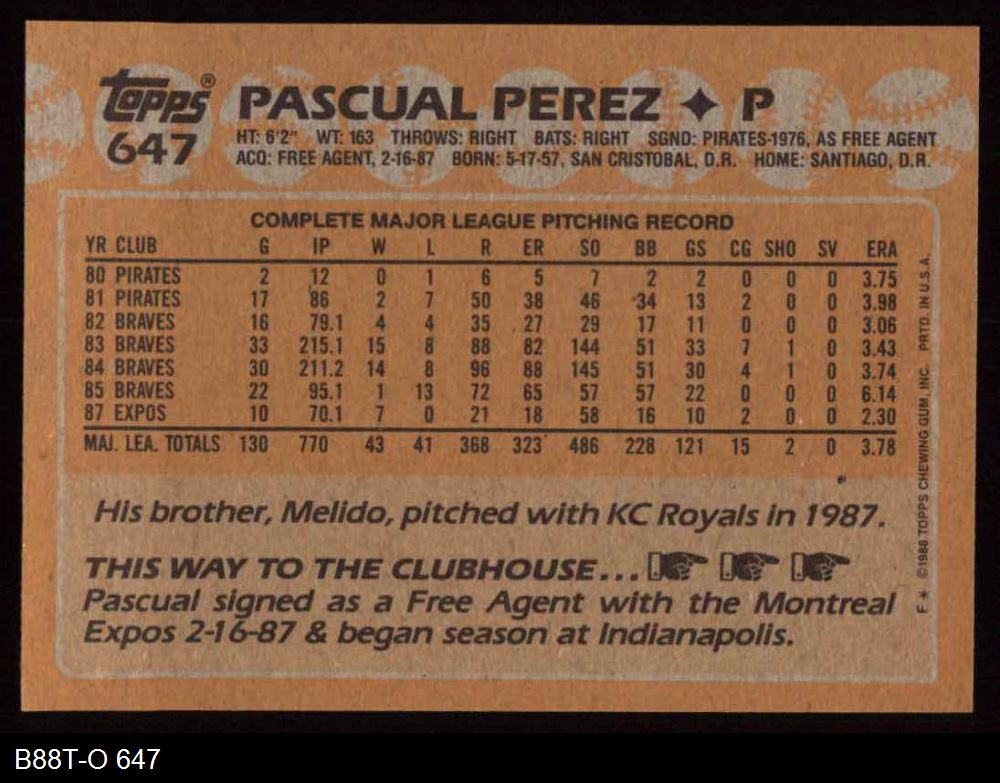 Topps® PASCUAL PEREZ ✦ P
647
HT: 6'2" WT: 163 THROWS: RIGHT BATS: RIGHT SGND: PIRATES-1976, AS FREE AGENT
ACQ: FREE AGENT, 2-16-87 BORN: 5-17-57, SAN CRISTOBAL, D.R. HOME: SANTIAGO, D.R.
COMPLETE MAJOR LEAGUE PITCHING RECORD
YR CLUB G IP W L R ER SO BB GS CG SHO SV ERA
80 PIRATES 2 12 0 1 6 5 7 2 2 0 0 0 3.75
81 PIRATES 17 86 2 7 50 38 46 34 13 2 0 0 3.98
82 BRAVES 16 79.1 4 4 35 27 29 17 11 0 0 0 3.06
83 BRAVES 33 215.1 15 8 88 82 144 51 33 7 1 0 3.43
84 BRAVES 30 211.2 14 8 96 88 145 51 30 4 1 0 3.74
85 BRAVES 22 95.1 1 13 72 65 57 57 22 0 0 0 6.14
87 EXPOS 10 70.1 7 0 21 18 58 16 10 2 0 0 2.30
MAJ. LEA. TOTALS 130 770 43 41 368 323 486 228 121 15 2 0 3.78
His brother, Melido, pitched with KC Royals in 1987.
THIS WAY TO THE CLUBHOUSE...
Pascual signed as a Free Agent with the Montreal
Expos 2-16-87 & began season at Indianapolis.
F * ©1988 TOPPS CHEWING GUM, INC. PRTD. IN U.S.A.
B88T-O 647